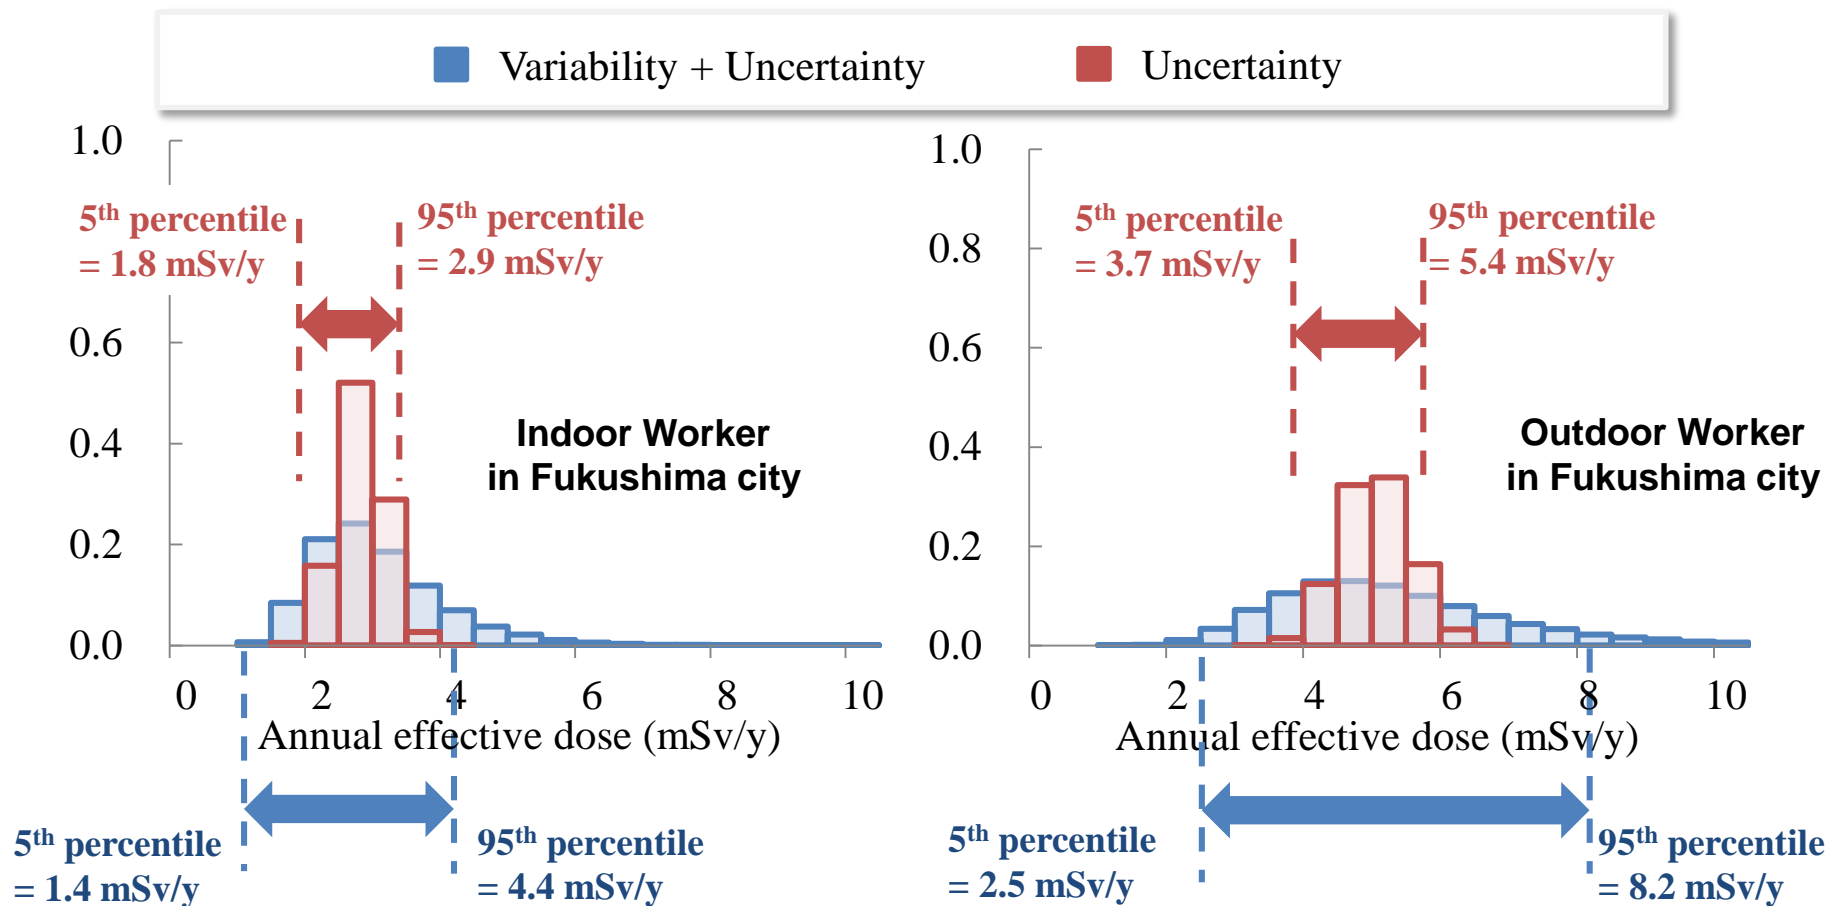 Variability + Uncertainty
Uncertainty
1.0
5th percentile
= 1.8 mSv/y
95th percentile
= 2.9 mSv/y
0.6
0.4
0.2
0.0
Indoor Worker
in Fukushima city
0 2 4 6 8 10
Annual effective dose (mSv/y)
5th percentile
= 1.4 mSv/y
95th percentile
= 4.4 mSv/y
1.0
0.8
5th percentile
= 3.7 mSv/y
95th percentile
= 5.4 mSv/y
0.6
0.4
0.2
0.0
Outdoor Worker
in Fukushima city
0 2 4 6 8 10
Annual effective dose (mSv/y)
5th percentile
= 2.5 mSv/y
95th percentile
= 8.2 mSv/y